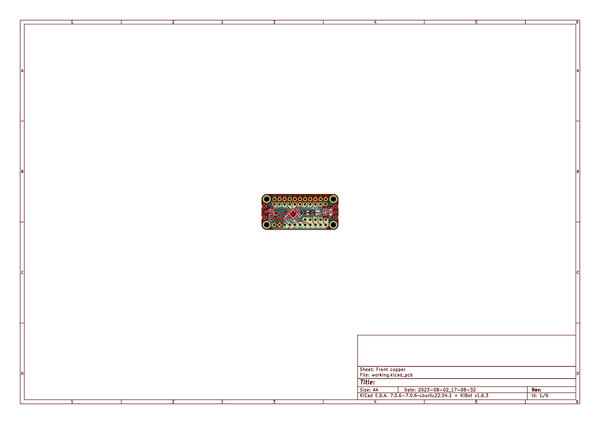 1 2 3 4 5 6
A A
B B
C C
D D
Sheet: Front copper
File: working.kicad_pcb
Title:
Size: A4 Date: 2023-08-02_17-08-32 Rev:
KiCad E.D.A. 7.0.6-7.0.6~ubuntu22.04.1 + KiBot v1.6.3 Id: 1/6
1 2 3 4 5 6